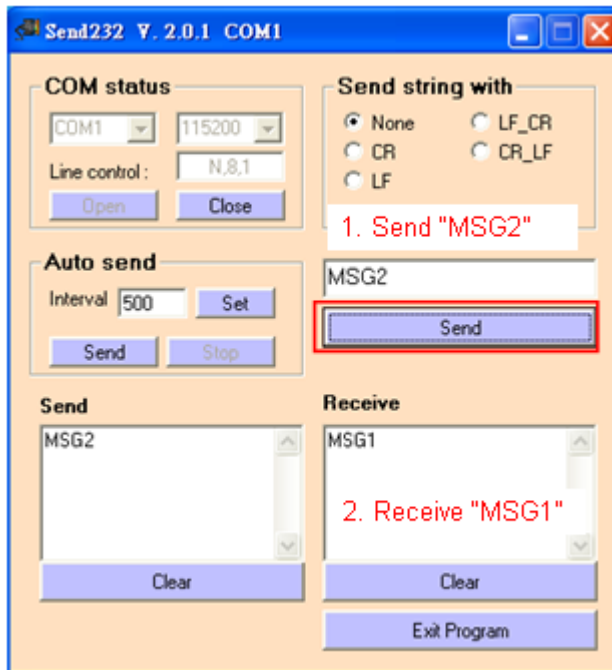 Send232 V. 2.0.1 COM1
COM status
COM1 115200
Line control : N,8,1
Open Close
Send string with
None LF_CR
CR CR_LF
LF
1. Send "MSG2"
Auto send
Interval 500 Set
Send Stop
MSG2
Send
Send
MSG2
Clear
Receive
MSG1
2. Receive "MSG1"
Clear
Exit Program